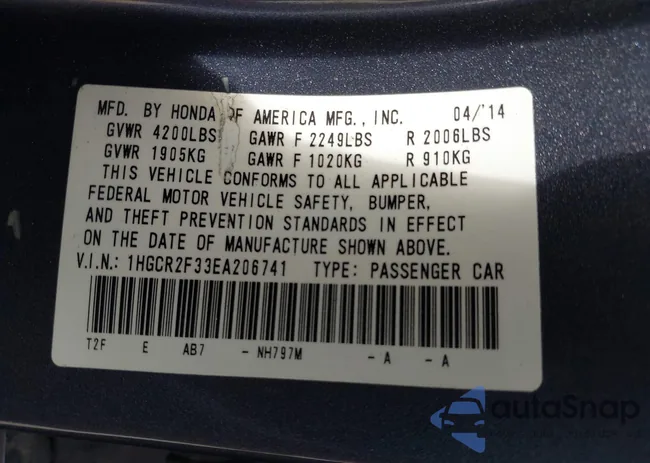 MFD. BY HONDA OF AMERICA MFG., INC. 04/'14
GVWR 4200LBS GAWR F 2249LBS R 2006LBS
GVWR 1905KG GAWR F 1020KG R 910KG
THIS VEHICLE CONFORMS TO ALL APPLICABLE
FEDERAL MOTOR VEHICLE SAFETY, BUMPER,
AND THEFT PREVENTION STANDARDS IN EFFECT
ON THE DATE OF MANUFACTURE SHOWN ABOVE.
V.I.N.: 1HGCR2F33EA206741 TYPE: PASSENGER CAR
T2F E AB7 - NH797M - A - A
autoSnap